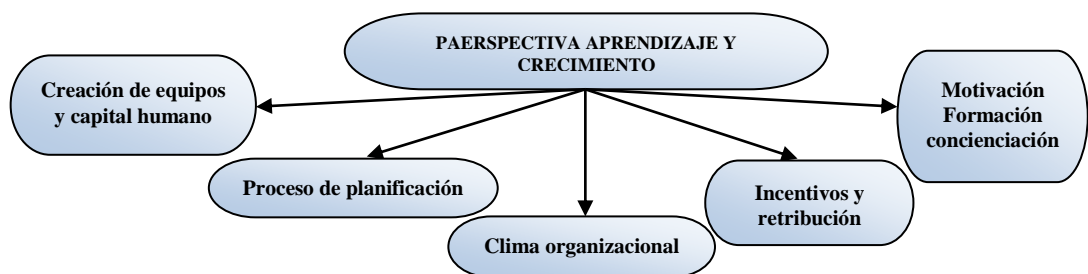 PAERSPECTIVA APRENDIZAJE Y
CRECIMIENTO
Creación de equipos
y capital humano
Motivación
Formación
concienciación
Proceso de planificación
Incentivos y
retribución
Clima organizacional